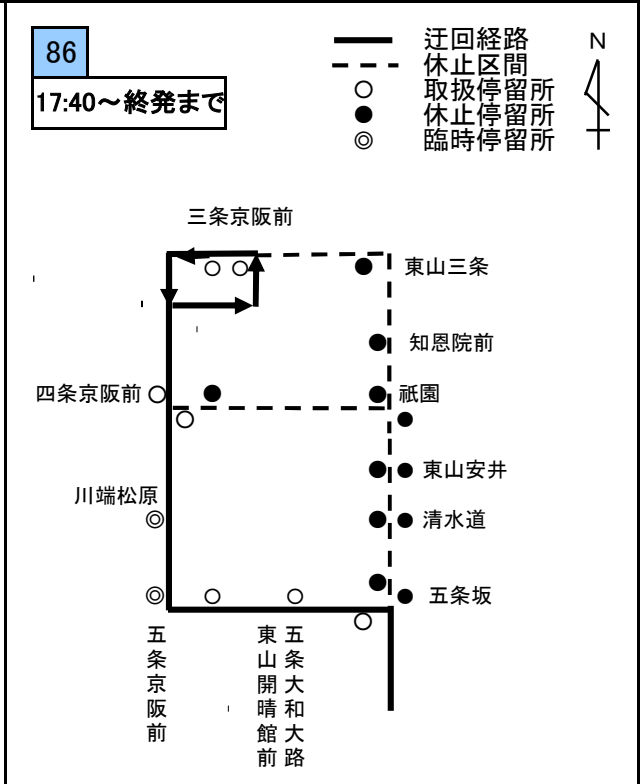 86
17:40～終発まで
迂回経路
休止区間
取扱停留所
休止停留所
臨時停留所
N
三条京阪前
東山三条
知恩院前
四条京阪前
祇園
東山安井
川端松原
清水道
五条坂
五条京阪前
東山開晴館前
五条大和大路